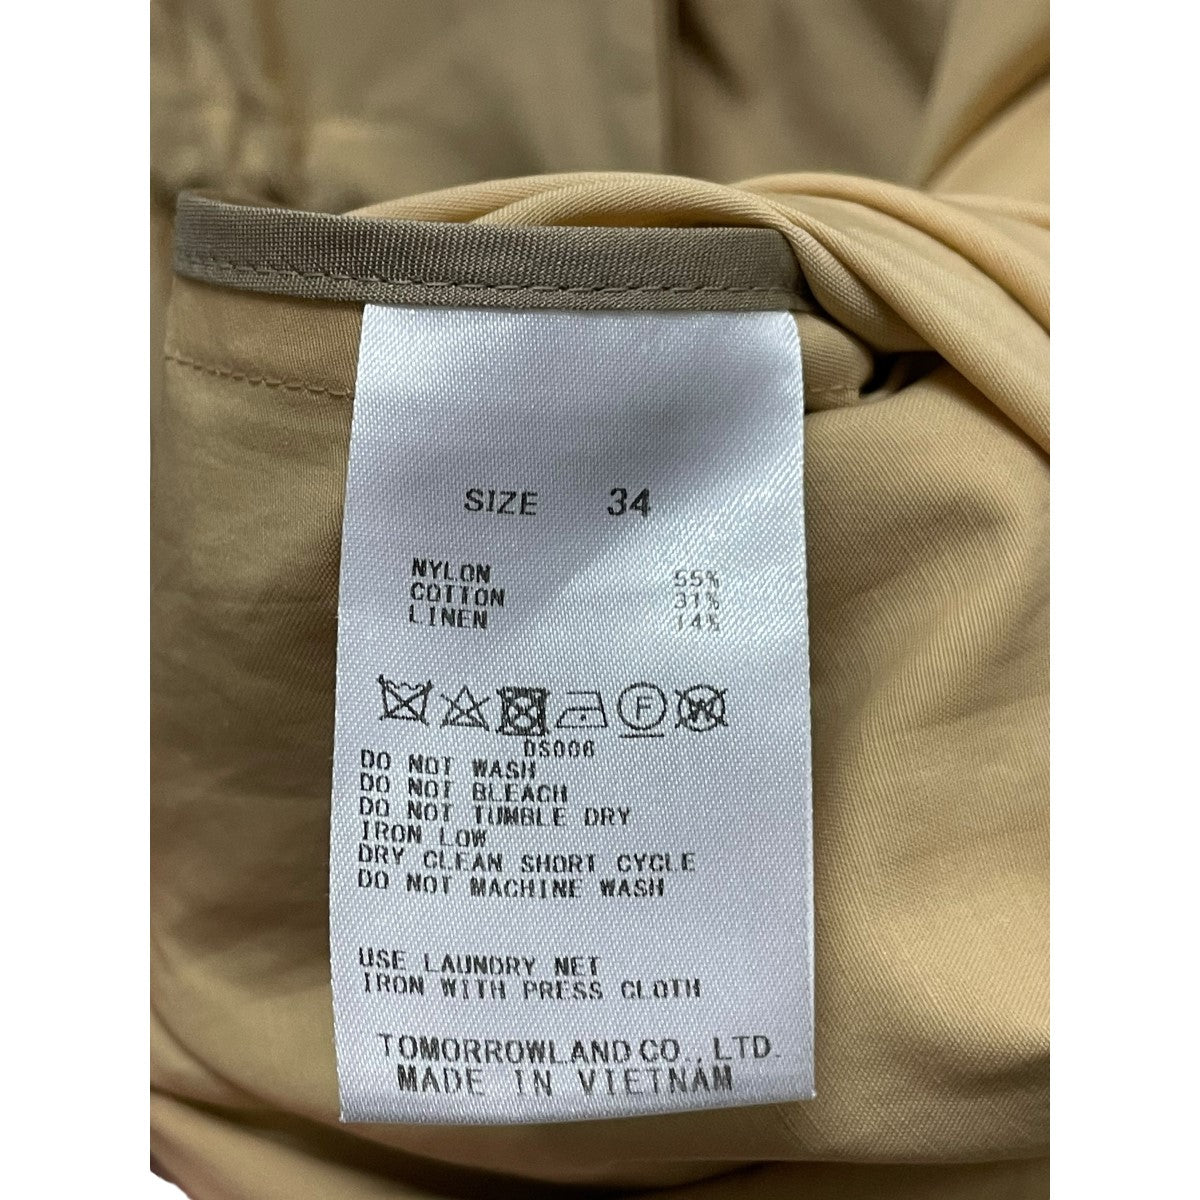 SIZE 34
NYLON 55%
COTTON 31%
LINEN 14%
F W
DS006
DO NOT WASH
DO NOT BLEACH
DO NOT TUMBLE DRY
IRON LOW
DRY CLEAN SHORT CYCLE
DO NOT MACHINE WASH
USE LAUNDRY NET
IRON WITH PRESS CLOTH
TOMORROWLAND CO., LTD.
MADE IN VIETNAM